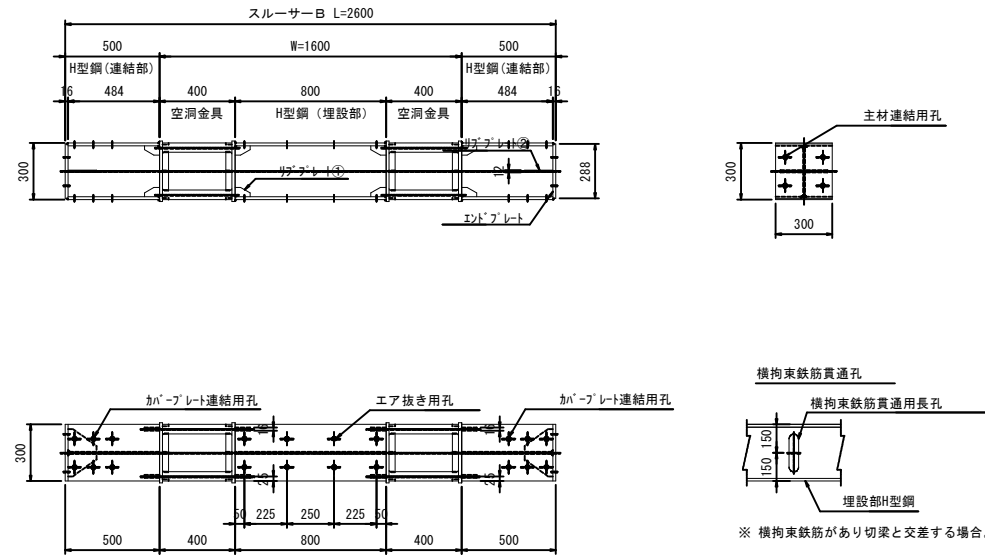 スルーサーB L=2600
500
W=1600
500
H型鋼(連結部)
H型鋼(連結部)
16
484
400
800
400
484
16
空洞金具
H型鋼(埋設部)
空洞金具
300
リブプレート①
リブプレート②
12
288
エンドプレート
主材連結用孔
300
300
カバープレート連結用孔
エア抜き用孔
カバープレート連結用孔
300
16
25
16
25
50
225
250
225
50
500
400
800
400
500
横拘束鉄筋貫通孔
横拘束鉄筋貫通用長孔
150
150
埋設部H型鋼
※ 横拘束鉄筋があり切梁と交差する場合。